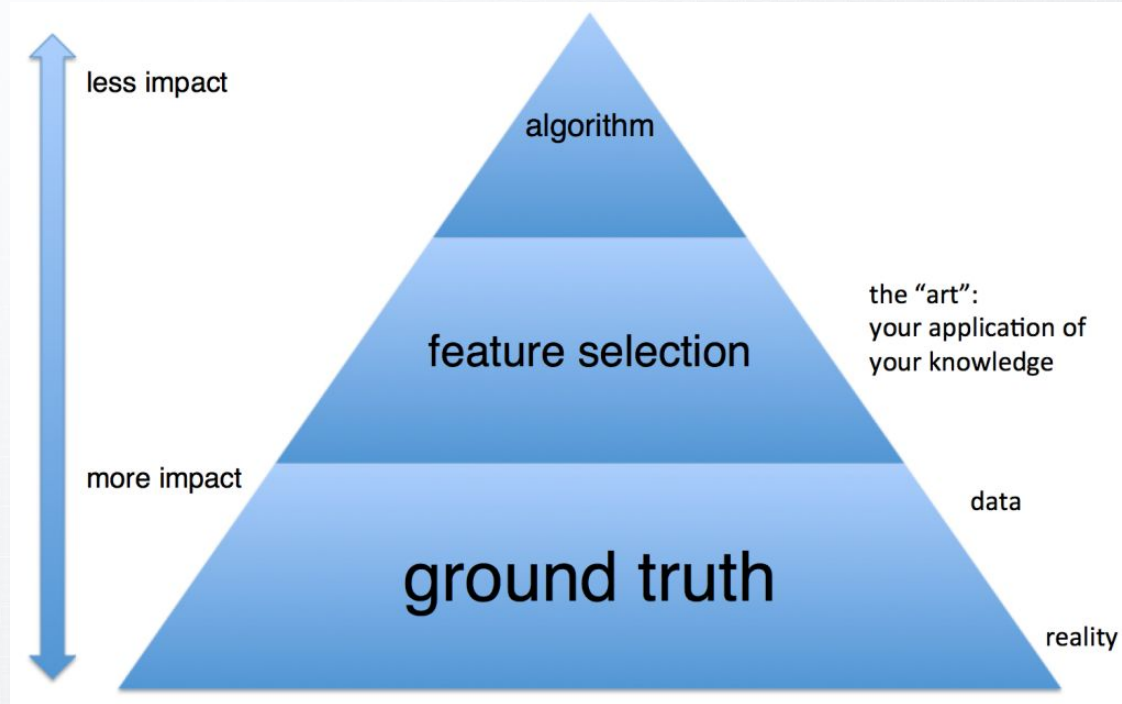 less impact
algorithm
the “art”:
your application of
your knowledge
feature selection
more impact
data
ground truth
reality